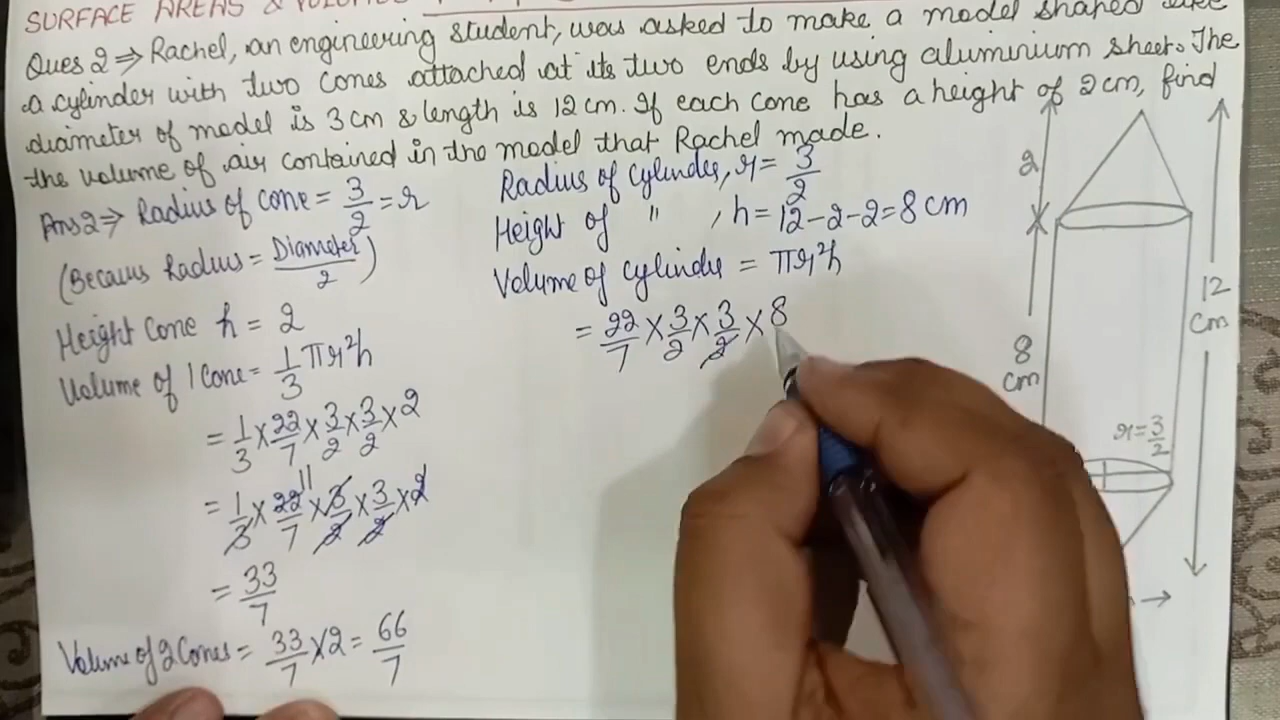 SURFACE AREAS &
Ques 2 ⇒ Rachel, an engineering student, was asked to make a model shaped like
a cylinder with two cones attached at its two ends by using aluminium sheet. The
diameter of model is 3 cm & length is 12 cm. If each cone has a height of 2 cm, find
the volume of air contained in the model that Rachel made.
Ans 2 ⇒ Radius of cone = 3/2 = r
(Becaus Radius = Diameter/2)
Height Cone h = 2
Volume of 1 Cone = 1/3 πr²h
= 1/3 × 22/7 × 3/2 × 3/2 × 2
= 1/3 × 22/7 × 3/2 × 3/2 × 2
11
= 33/7
Volume of 2 Cones = 33/7 × 2 = 66/7
Radius of cylinder, r = 3/2
Height of " , h = 12 - 2 - 2 = 8 cm
Volume of cylinder = πr²h
= 22/7 × 3/2 × 3/2 × 8
2
8
cm
12
cm
r = 3/2